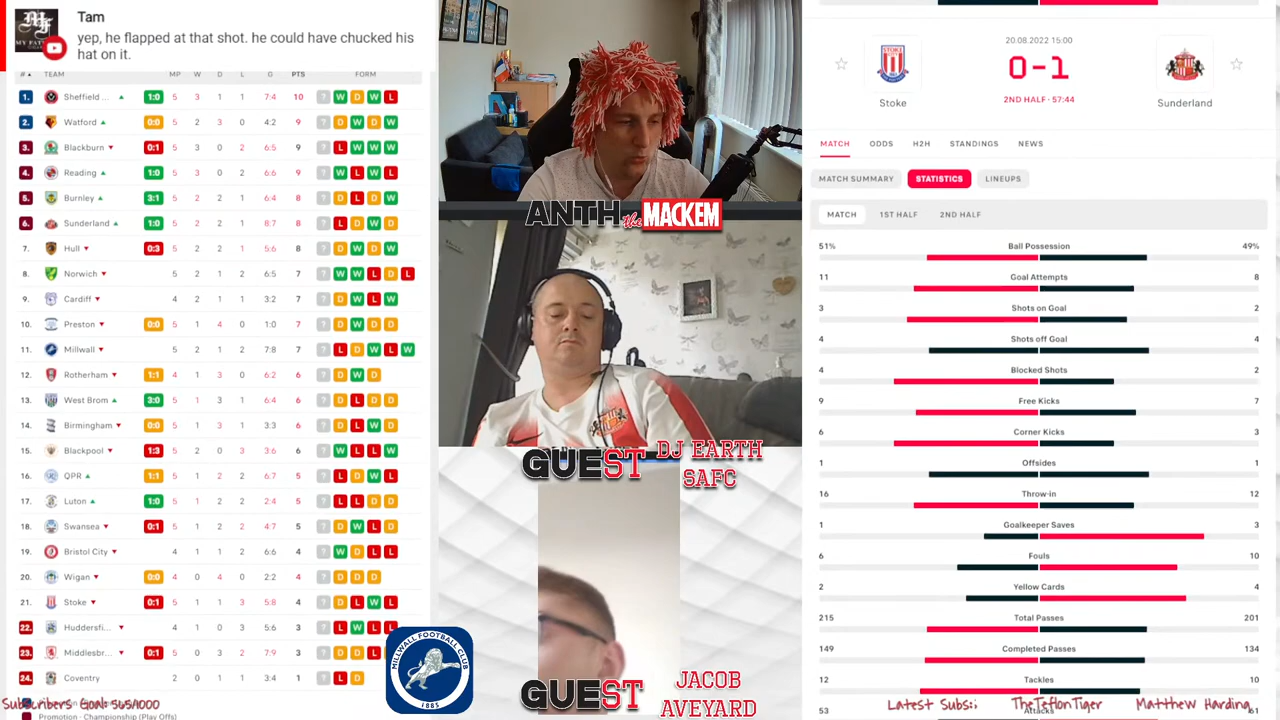 Tam
yep, he flapped at that shot. he could have chucked his
hat on it.
# TEAM MP W D L G PTS FORM
1. Sheffield ... 1:0 5 3 1 1 7:4 10 ? W D W L
2. Watford 0:0 5 2 3 0 4:2 9 ? D W D W
3. Blackburn 0:1 5 3 0 2 6:5 9 ? L W W W
4. Reading 1:0 5 3 0 2 6:6 9 ? W L W L
5. Burnley 3:1 5 2 2 1 6:4 8 ? D L D W
6. Sunderland 1:0 5 2 2 1 8:7 8 ? L D W D
7. Hull 0:3 5 2 2 1 5:6 8 ? D W D W
8. Norwich 5 2 1 2 6:5 7 ? W W L D L
9. Cardiff 4 2 1 1 3:2 7 ? D W L W
10. Preston 0:0 5 1 4 0 1:0 7 ? D W D D
11. Millwall 5 2 1 2 7:8 7 ? L D W L W
12. Rotherham 1:1 4 1 3 0 6:2 6 ? D W D
13. West Brom 3:0 5 1 3 1 6:4 6 ? D L D D
14. Birmingham 0:0 5 1 3 1 3:3 6 ? D L W D
15. Blackpool 1:3 5 2 0 3 3:6 6 ? W L L W
16. QPR 1:1 5 1 2 2 6:7 5 ? L D W L
17. Luton 1:0 5 1 2 2 2:4 5 ? L L D D
18. Swansea 0:1 5 1 2 2 4:7 5 ? D W L D
19. Bristol City 4 1 1 2 6:6 4 ? W D L L
20. Wigan 0:0 4 0 4 0 2:2 4 ? D D D
21. Stoke 0:1 5 1 1 3 5:8 4 ? D L W L
22. Huddersfi... 4 1 0 3 5:6 3 ? L W L L
23. Middlesbr... 0:1 5 0 3 2 7:9 3 ? D D L
24. Coventry 2 0 1 1 3:4 1 ? L D
Subscribers Goal: 565/1000
Promotion - Championship (Play Offs)
ANTH the MACKEM
GUEST DJ EARTH
SAFC
MILLWALL FOOTBALL CLUB
1885
GUEST JACOB
AVEYARD
20.08.2022 15:00
0-1
2ND HALF - 57:44
Stoke Sunderland
MATCH ODDS H2H STANDINGS NEWS
MATCH SUMMARY STATISTICS LINEUPS
MATCH 1ST HALF 2ND HALF
51% Ball Possession 49%
11 Goal Attempts 8
3 Shots on Goal 2
4 Shots off Goal 4
4 Blocked Shots 2
9 Free Kicks 7
6 Corner Kicks 3
1 Offsides 1
16 Throw-in 12
1 Goalkeeper Saves 3
6 Fouls 10
2 Yellow Cards 4
215 Total Passes 201
149 Completed Passes 134
12 Tackles 10
53 Attacks 61
Latest Subs:: TheTeflonTiger Matthew Harding